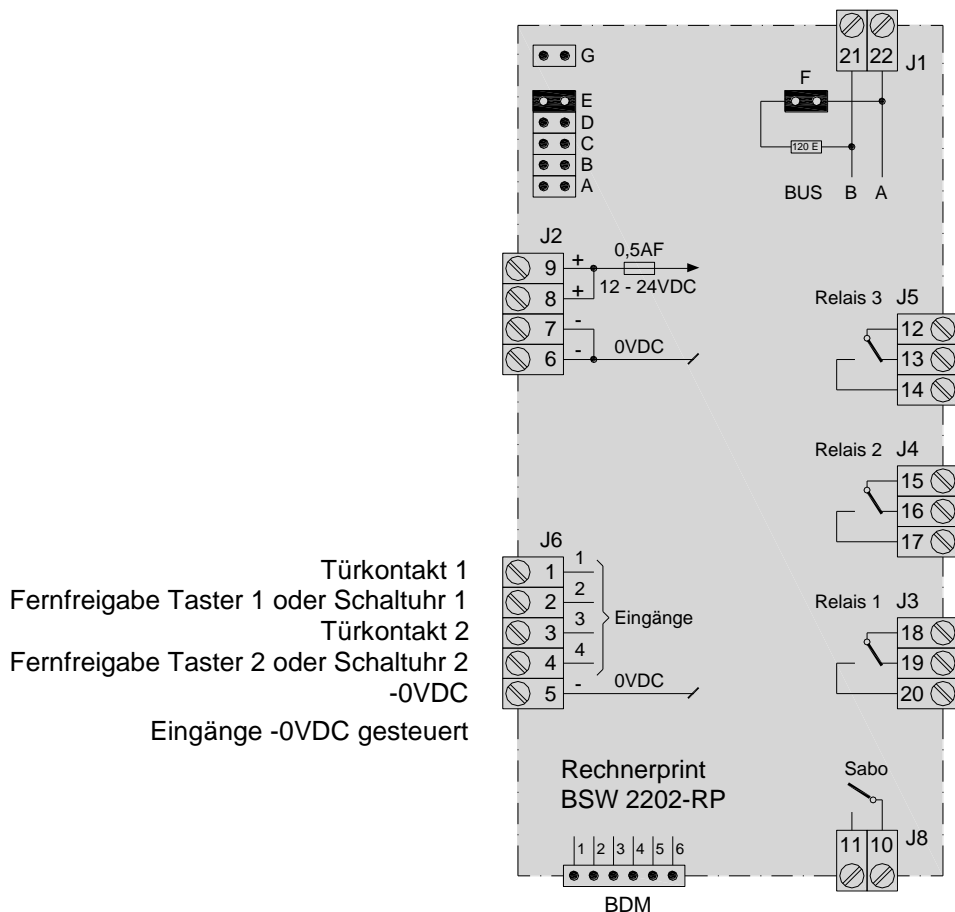 G
E
D
C
B
A
21 22 J1
F
120 E
BUS B A
J2
9 + 0,5AF
8 + 12 - 24VDC
7 -
6 - 0VDC
Relais 3 J5
12
13
14
Relais 2 J4
15
16
17
Relais 1 J3
18
19
20
J6
Türkontakt 1 1 1
Fernfreigabe Taster 1 oder Schaltuhr 1 2 2
Türkontakt 2 3 3
Fernfreigabe Taster 2 oder Schaltuhr 2 4 4
Eingänge
-0VDC 5 - 0VDC
Eingänge -0VDC gesteuert
Rechnerprint
BSW 2202-RP
Sabo
11 10 J8
1 2 3 4 5 6
BDM